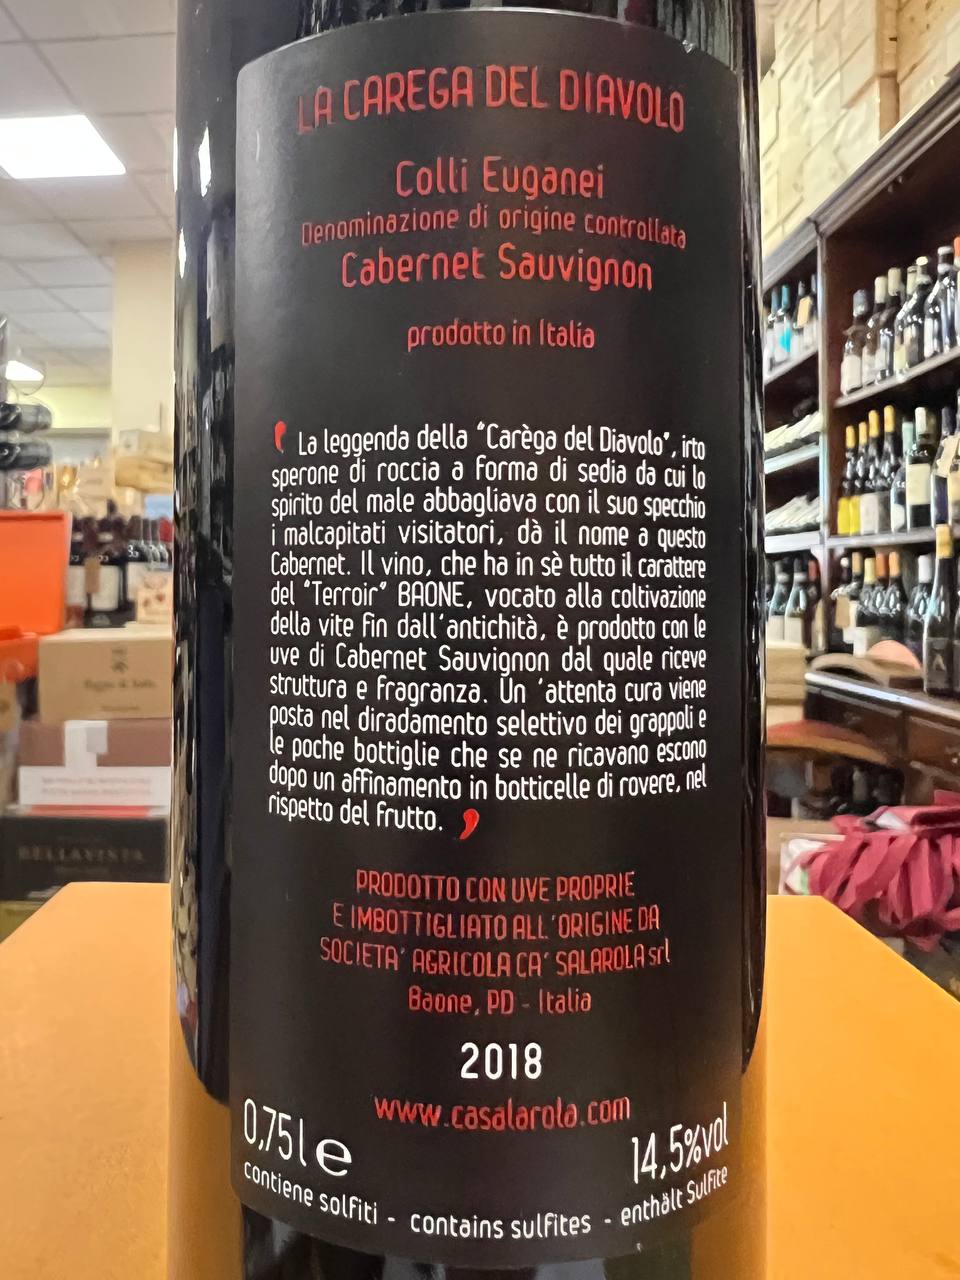 LA CAREGA DEL DIAVOLO
Colli Euganei
Denominazione di origine controllata
Cabernet Sauvignon
prodotto in Italia
La leggenda della "Carèga del Diavolo", irto
sperone di roccia a forma di sedia da cui lo
spirito del male abbagliava con il suo specchio
i malcapitati visitatori, dà il nome a questo
Cabernet. Il vino, che ha in sè tutto il carattere
del "Terroir" BAONE, vocato alla coltivazione
della vite fin dall'antichità, è prodotto con le
uve di Cabernet Sauvignon dal quale riceve
struttura e fragranza. Un 'attenta cura viene
posta nel diradamento selettivo dei grappoli e
le poche bottiglie che se ne ricavano escono
dopo un affinamento in botticelle di rovere, nel
rispetto del frutto.
PRODOTTO CON UVE PROPRIE
E IMBOTTIGLIATO ALL'ORIGINE DA
SOCIETA' AGRICOLA CA' SALAROLA srl
Baone, PD - Italia
2018
www.casalarola.com
0,75 l e
14,5%vol
contiene solfiti - contains sulfites - enthält Sulfite
BELLAVISTA